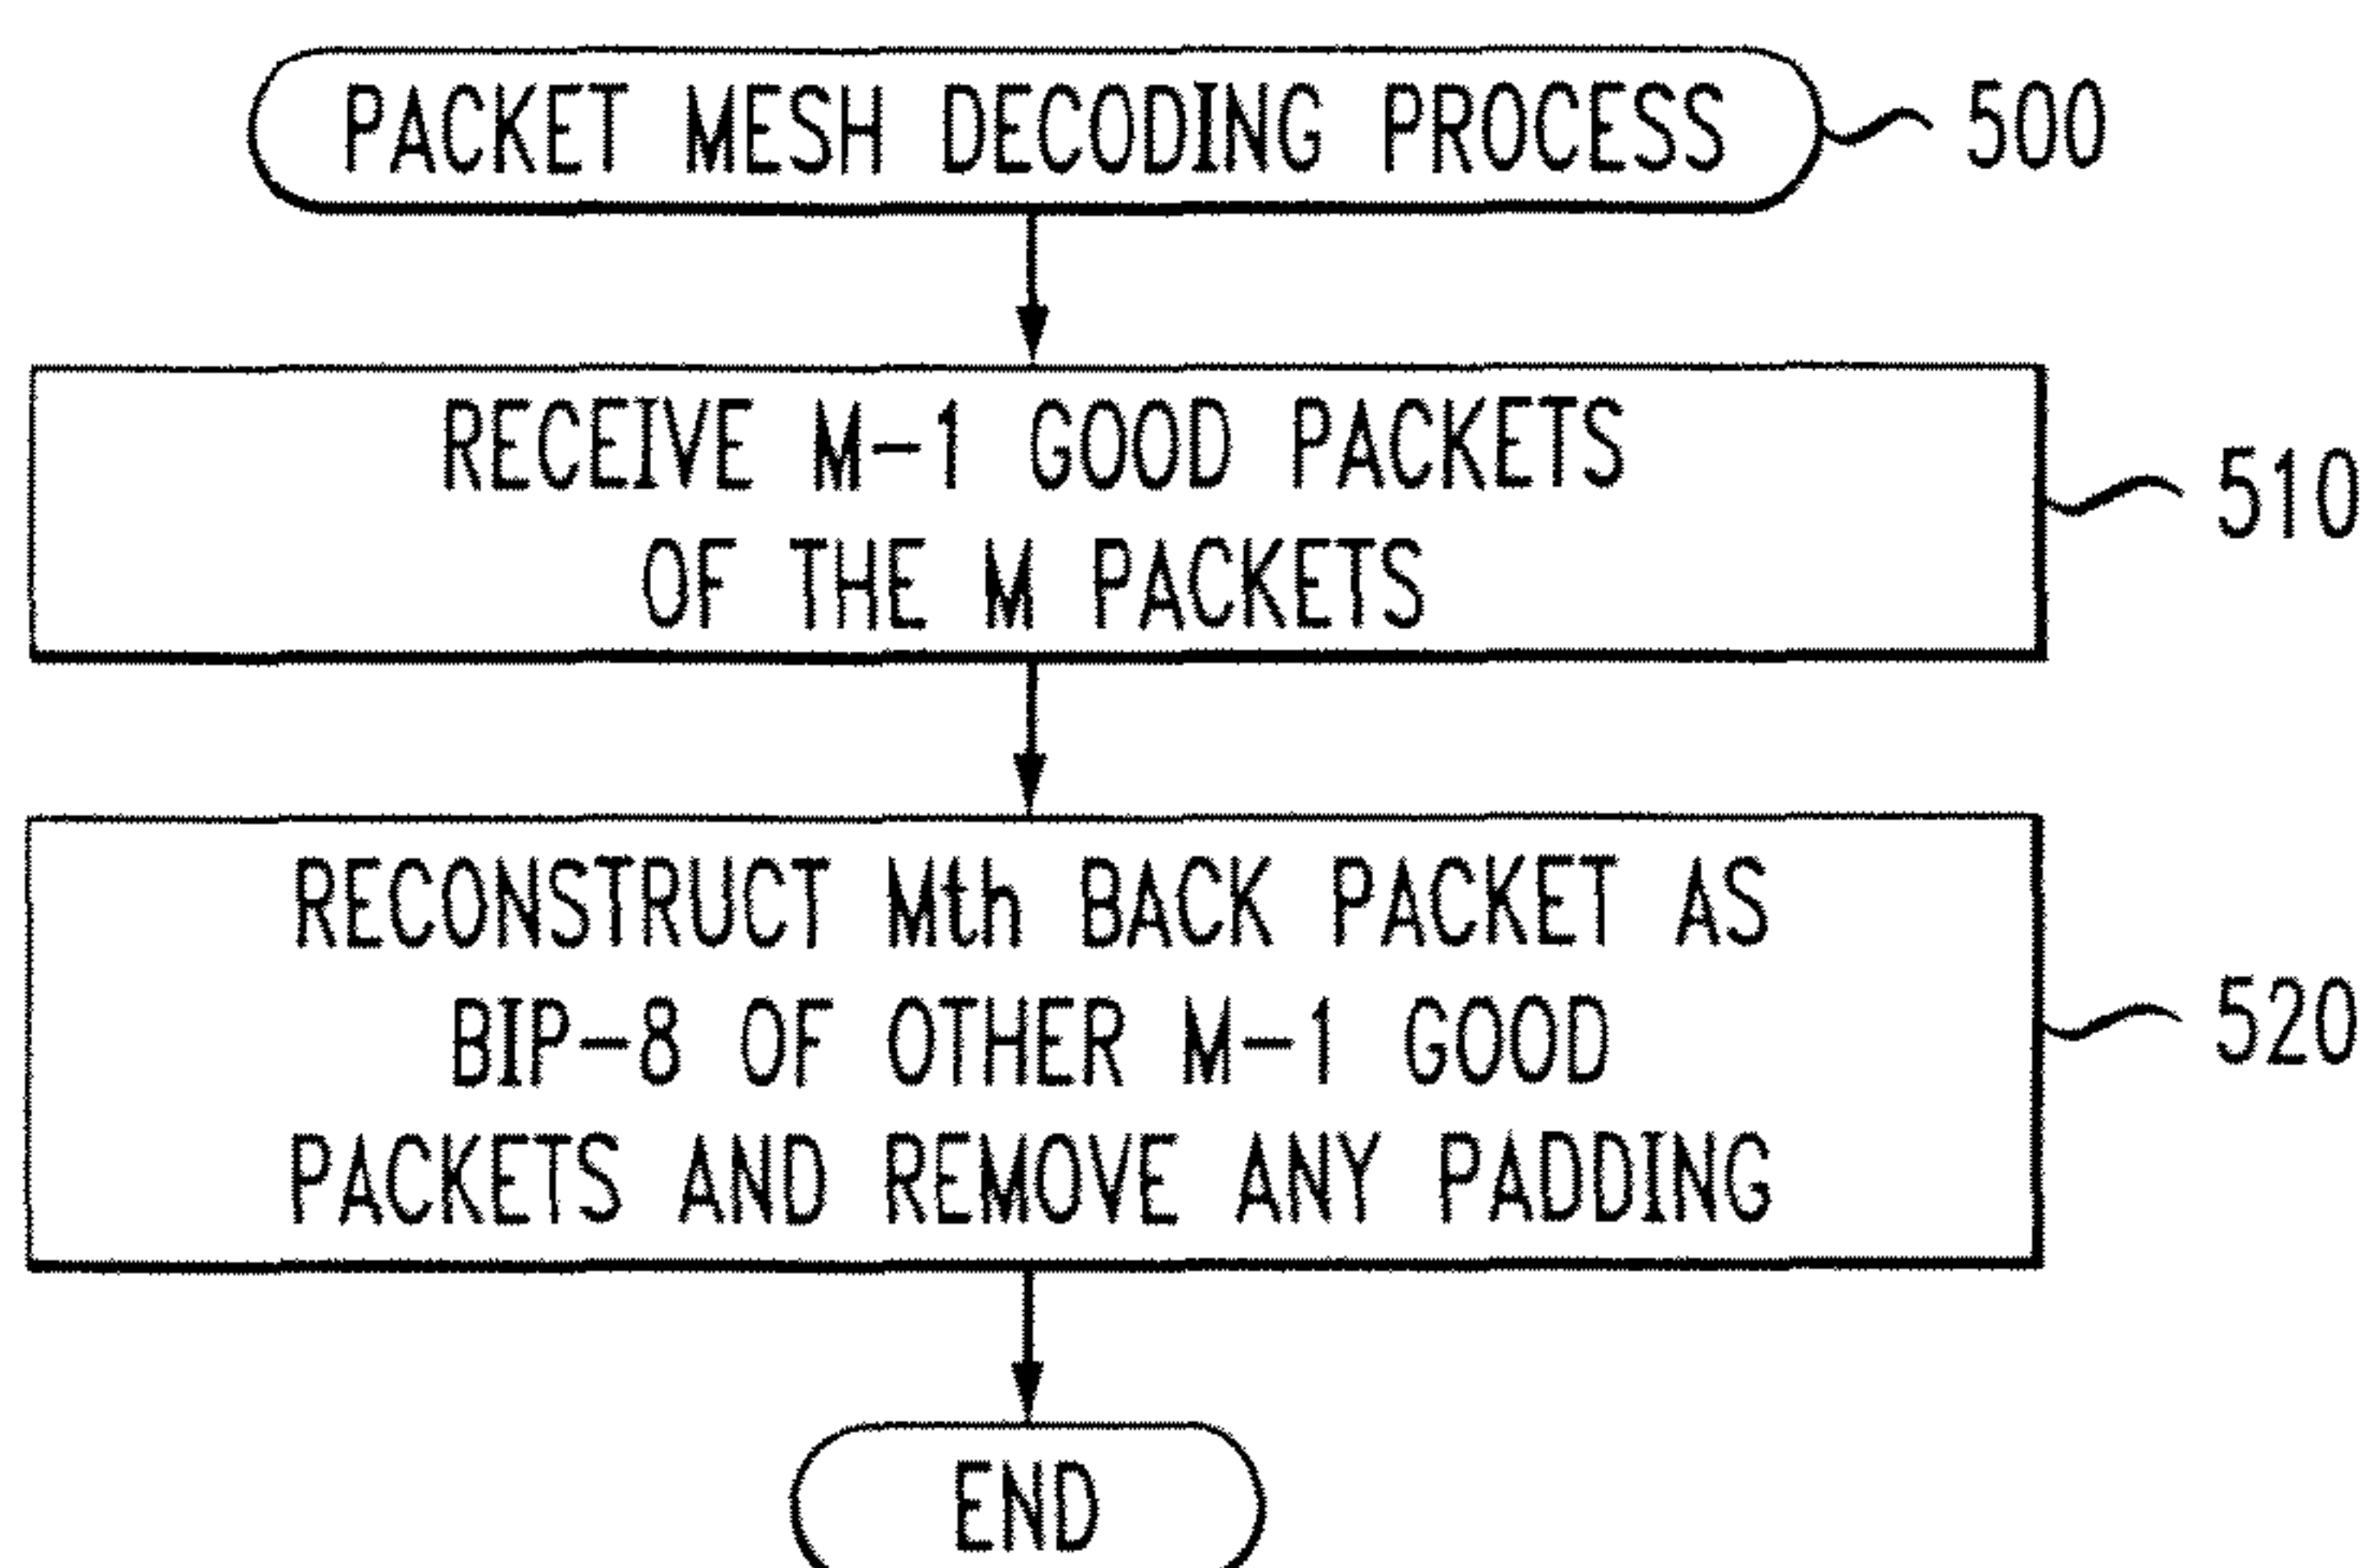 PACKET MESH DECODING PROCESS
500
RECEIVE M-1 GOOD PACKETS
OF THE M PACKETS
510
RECONSTRUCT Mth BACK PACKET AS
BIP-8 OF OTHER M-1 GOOD
PACKETS AND REMOVE ANY PADDING
520
END